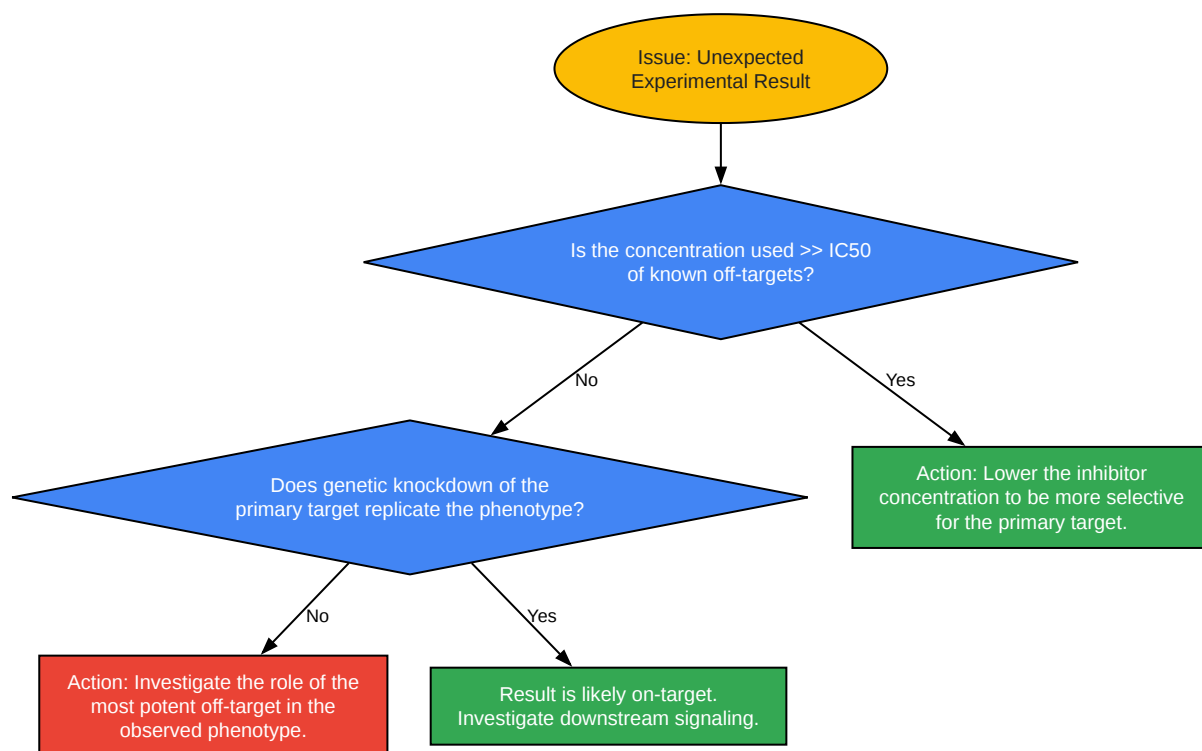 Issue: Unexpected
Experimental Result
Is the concentration used >> IC50
of known off-targets?
No
Yes
Does genetic knockdown of the
primary target replicate the phenotype?
Action: Lower the inhibitor
concentration to be more selective
for the primary target.
No
Yes
Action: Investigate the role of the
most potent off-target in the
observed phenotype.
Result is likely on-target.
Investigate downstream signaling.